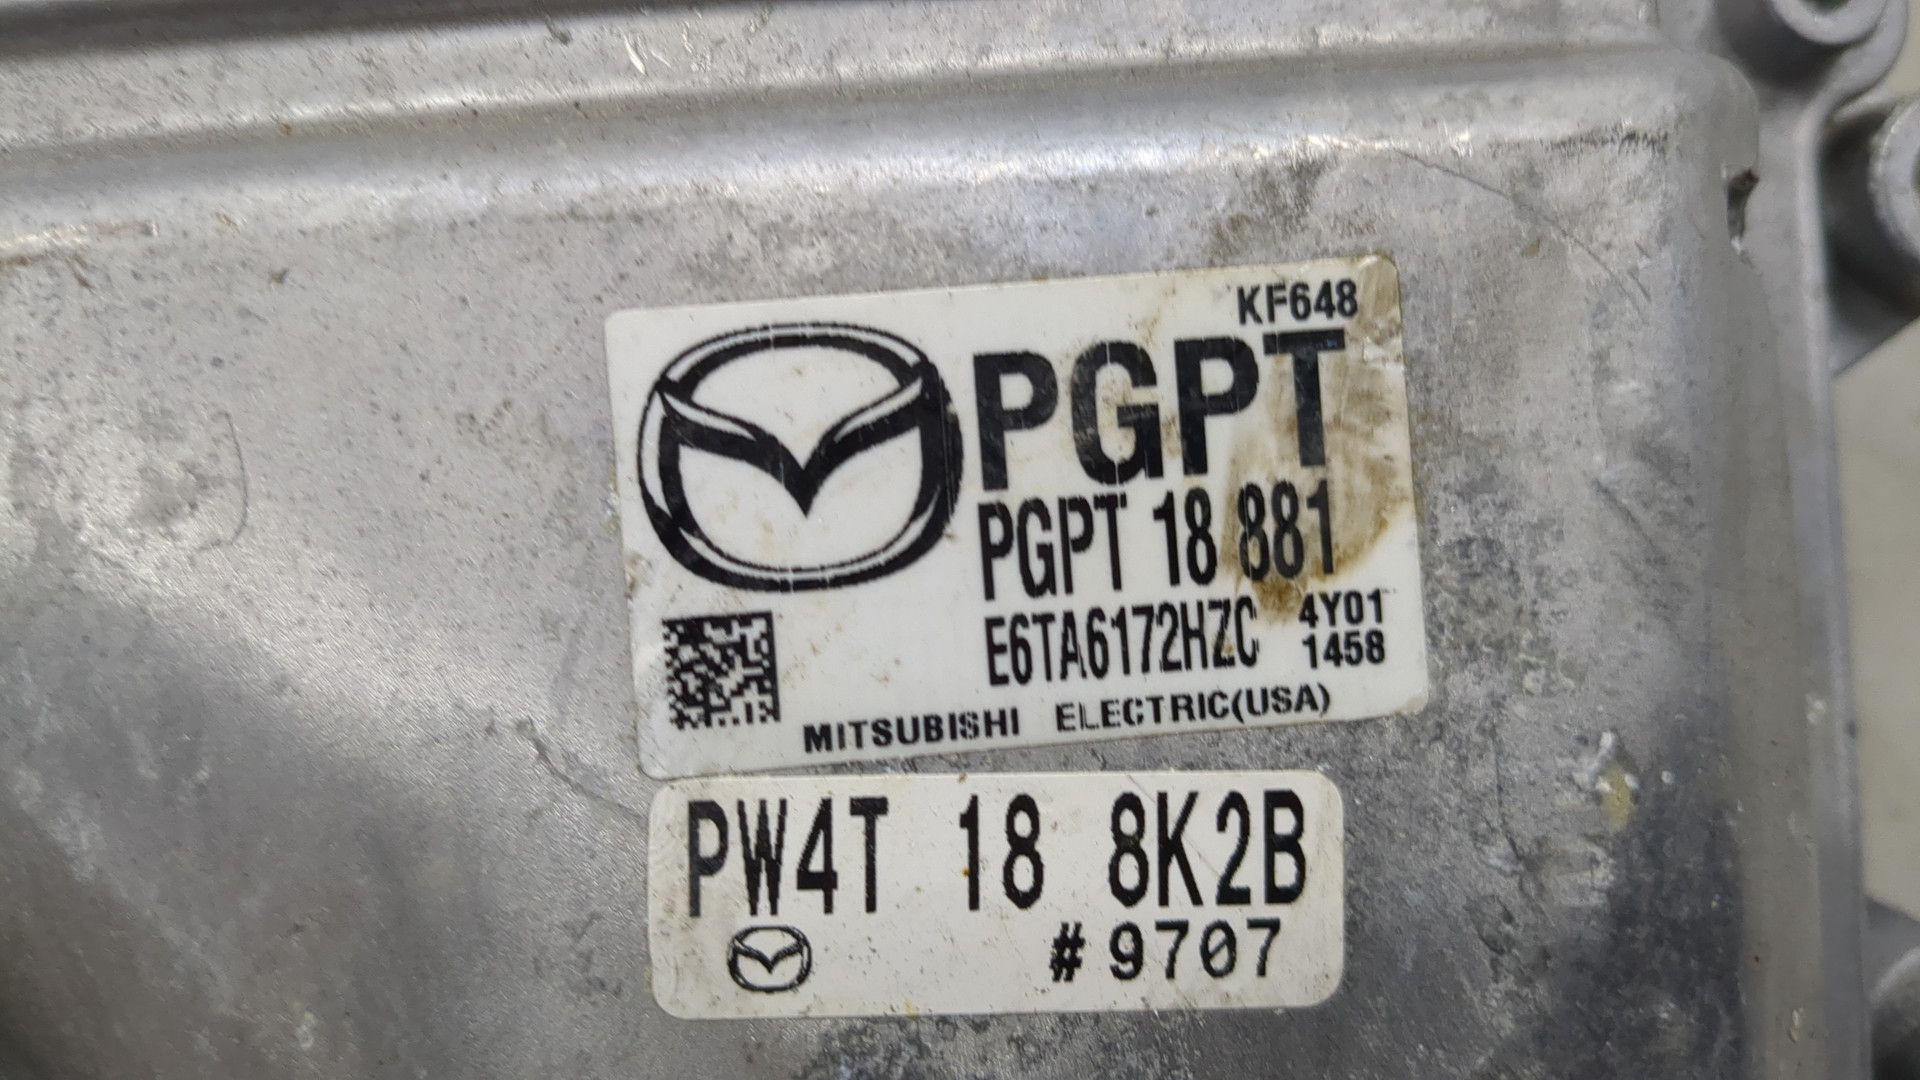 KF648
PGPT
PGPT 18 881
E6TA6172HZC 4Y01
1458
MITSUBISHI ELECTRIC(USA)
PW4T 18 8K2B
#9707